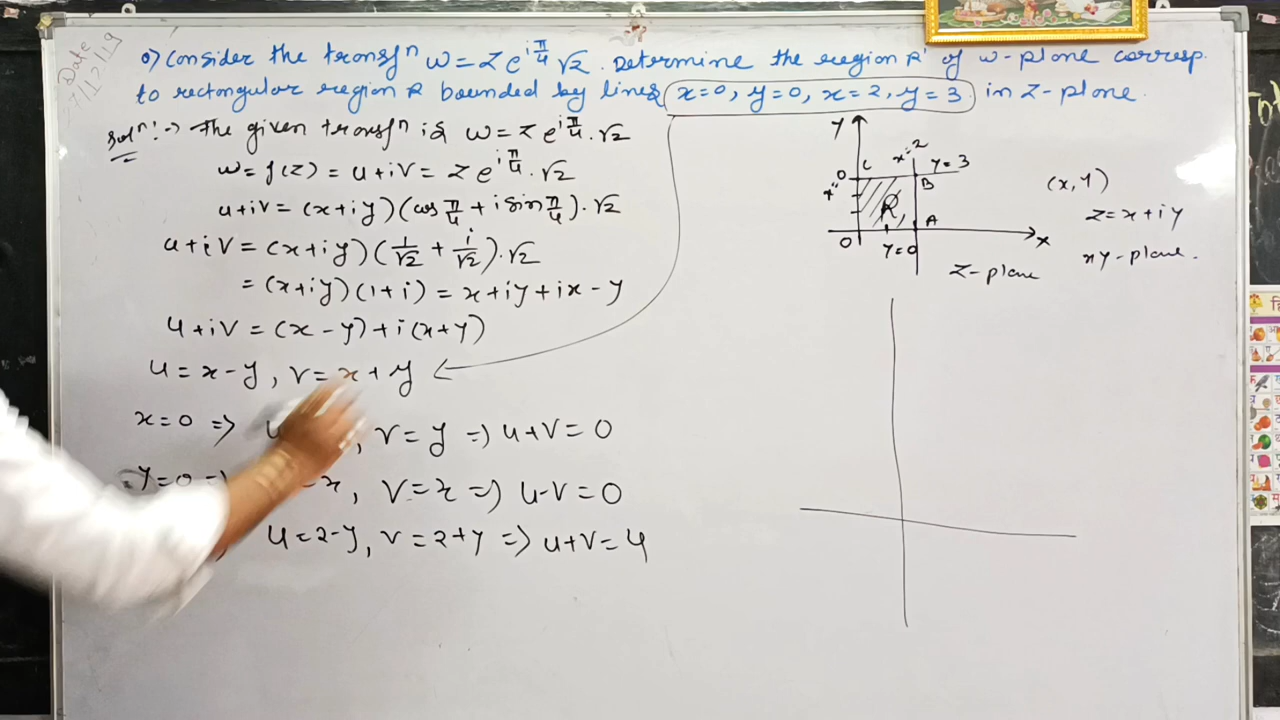 Date
7/12/19
Q) Consider the transfⁿ w = z e^{iπ/4} √2. Determine the region R' of w-plane corresp.
to rectangular region R bounded by lines x=0, y=0, x=2, y=3 in z-plane.
Solⁿ :→ The given transfⁿ is w = z e^{iπ/4}.√2
w = f(z) = u+iv = z e^{iπ/4}.√2
u+iv = (x+iy)(cos π/4 + i sin π/4).√2
u+iv = (x+iy)(1/√2 + i/√2).√2
= (x+iy)(1+i) = x+iy+ix-y
u+iv = (x-y)+i(x+y)
u = x-y, v = x+y
x=0 => u , v = y => u+v = 0
y=0 => x, v = x => u-v = 0
u = 2-y, v = 2+y => u+v = 4
Y
C
x=2
y=3
x=0
B
R
A
O
y=0
X
z-plane
(x, y)
z = x+iy
xy-plane.